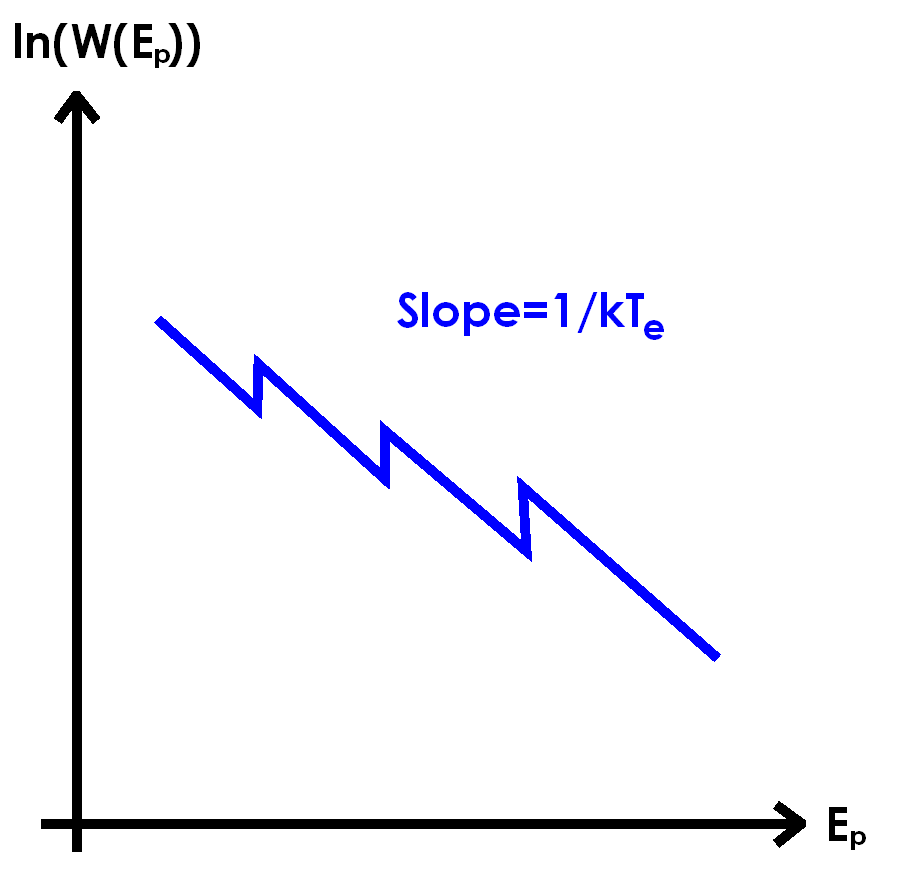 ln(W(Eₚ))
Slope=1/kTₑ
Eₚ